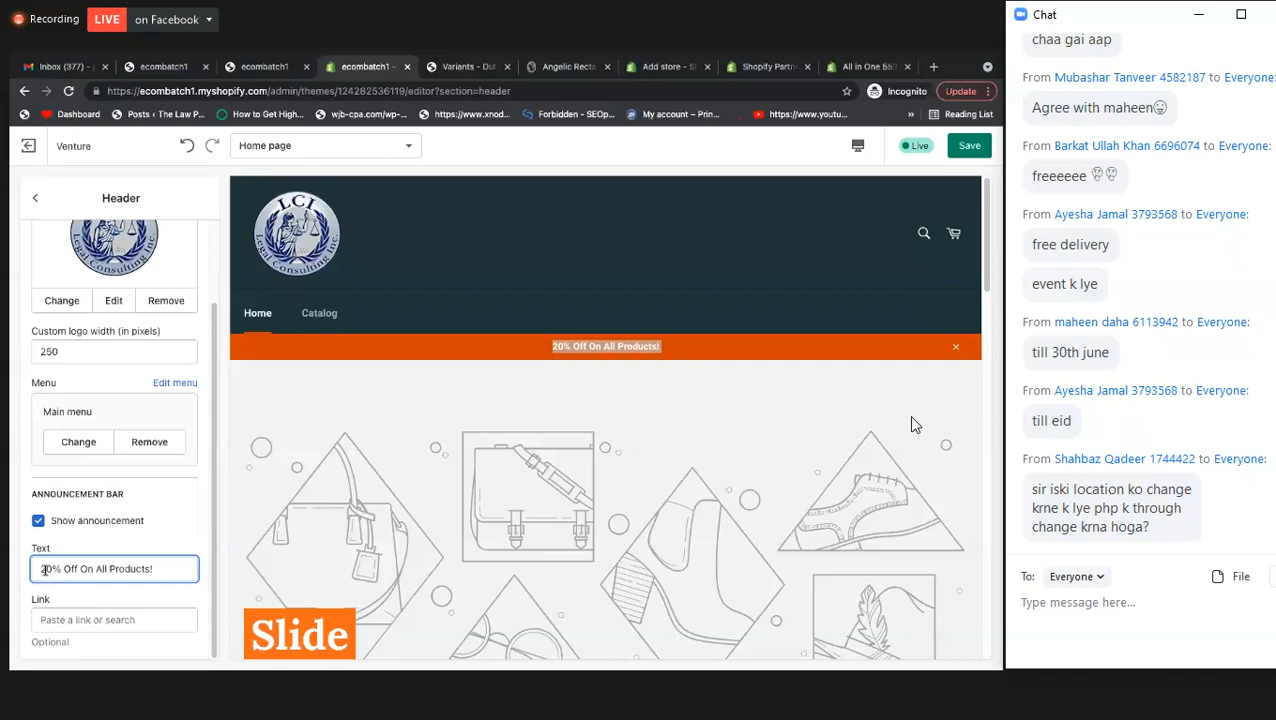 Recording
LIVE
on Facebook
Inbox (377) -
ecombatch1
ecombatch1
ecombatch1 -
Variants - Du
Angelic Recta
Add store - S
Shopify Partn
All in One 55
https://ecombatch1.myshopify.com/admin/themes/124282536119/editor?section=header
Incognito
Update
Dashboard
Posts ‹ The Law P...
How to Get High...
wjb-cpa.com/wp-...
https://www.xnod...
Forbidden - SEOp...
My account – Prin...
https://www.youtu...
»
Reading List
Venture
Home page
Live
Save
Header
Change
Edit
Remove
Custom logo width (in pixels)
250
Menu
Edit menu
Main menu
Change
Remove
ANNOUNCEMENT BAR
Show announcement
Text
20% Off On All Products!
Link
Paste a link or search
Optional
LCI
Legal Consulting Inc.
Home
Catalog
20% Off On All Products!
Slide
Chat
chaa gai aap
From Mubashar Tanveer 4582187 to Everyone:
Agree with maheen
From Barkat Ullah Khan 6696074 to Everyone:
freeeeee
From Ayesha Jamal 3793568 to Everyone:
free delivery
event k lye
From maheen daha 6113942 to Everyone:
till 30th june
From Ayesha Jamal 3793568 to Everyone:
till eid
From Shahbaz Qadeer 1744422 to Everyone:
sir iski location ko change
krne k lye php k through
change krna hoga?
To: Everyone
File
Type message here...